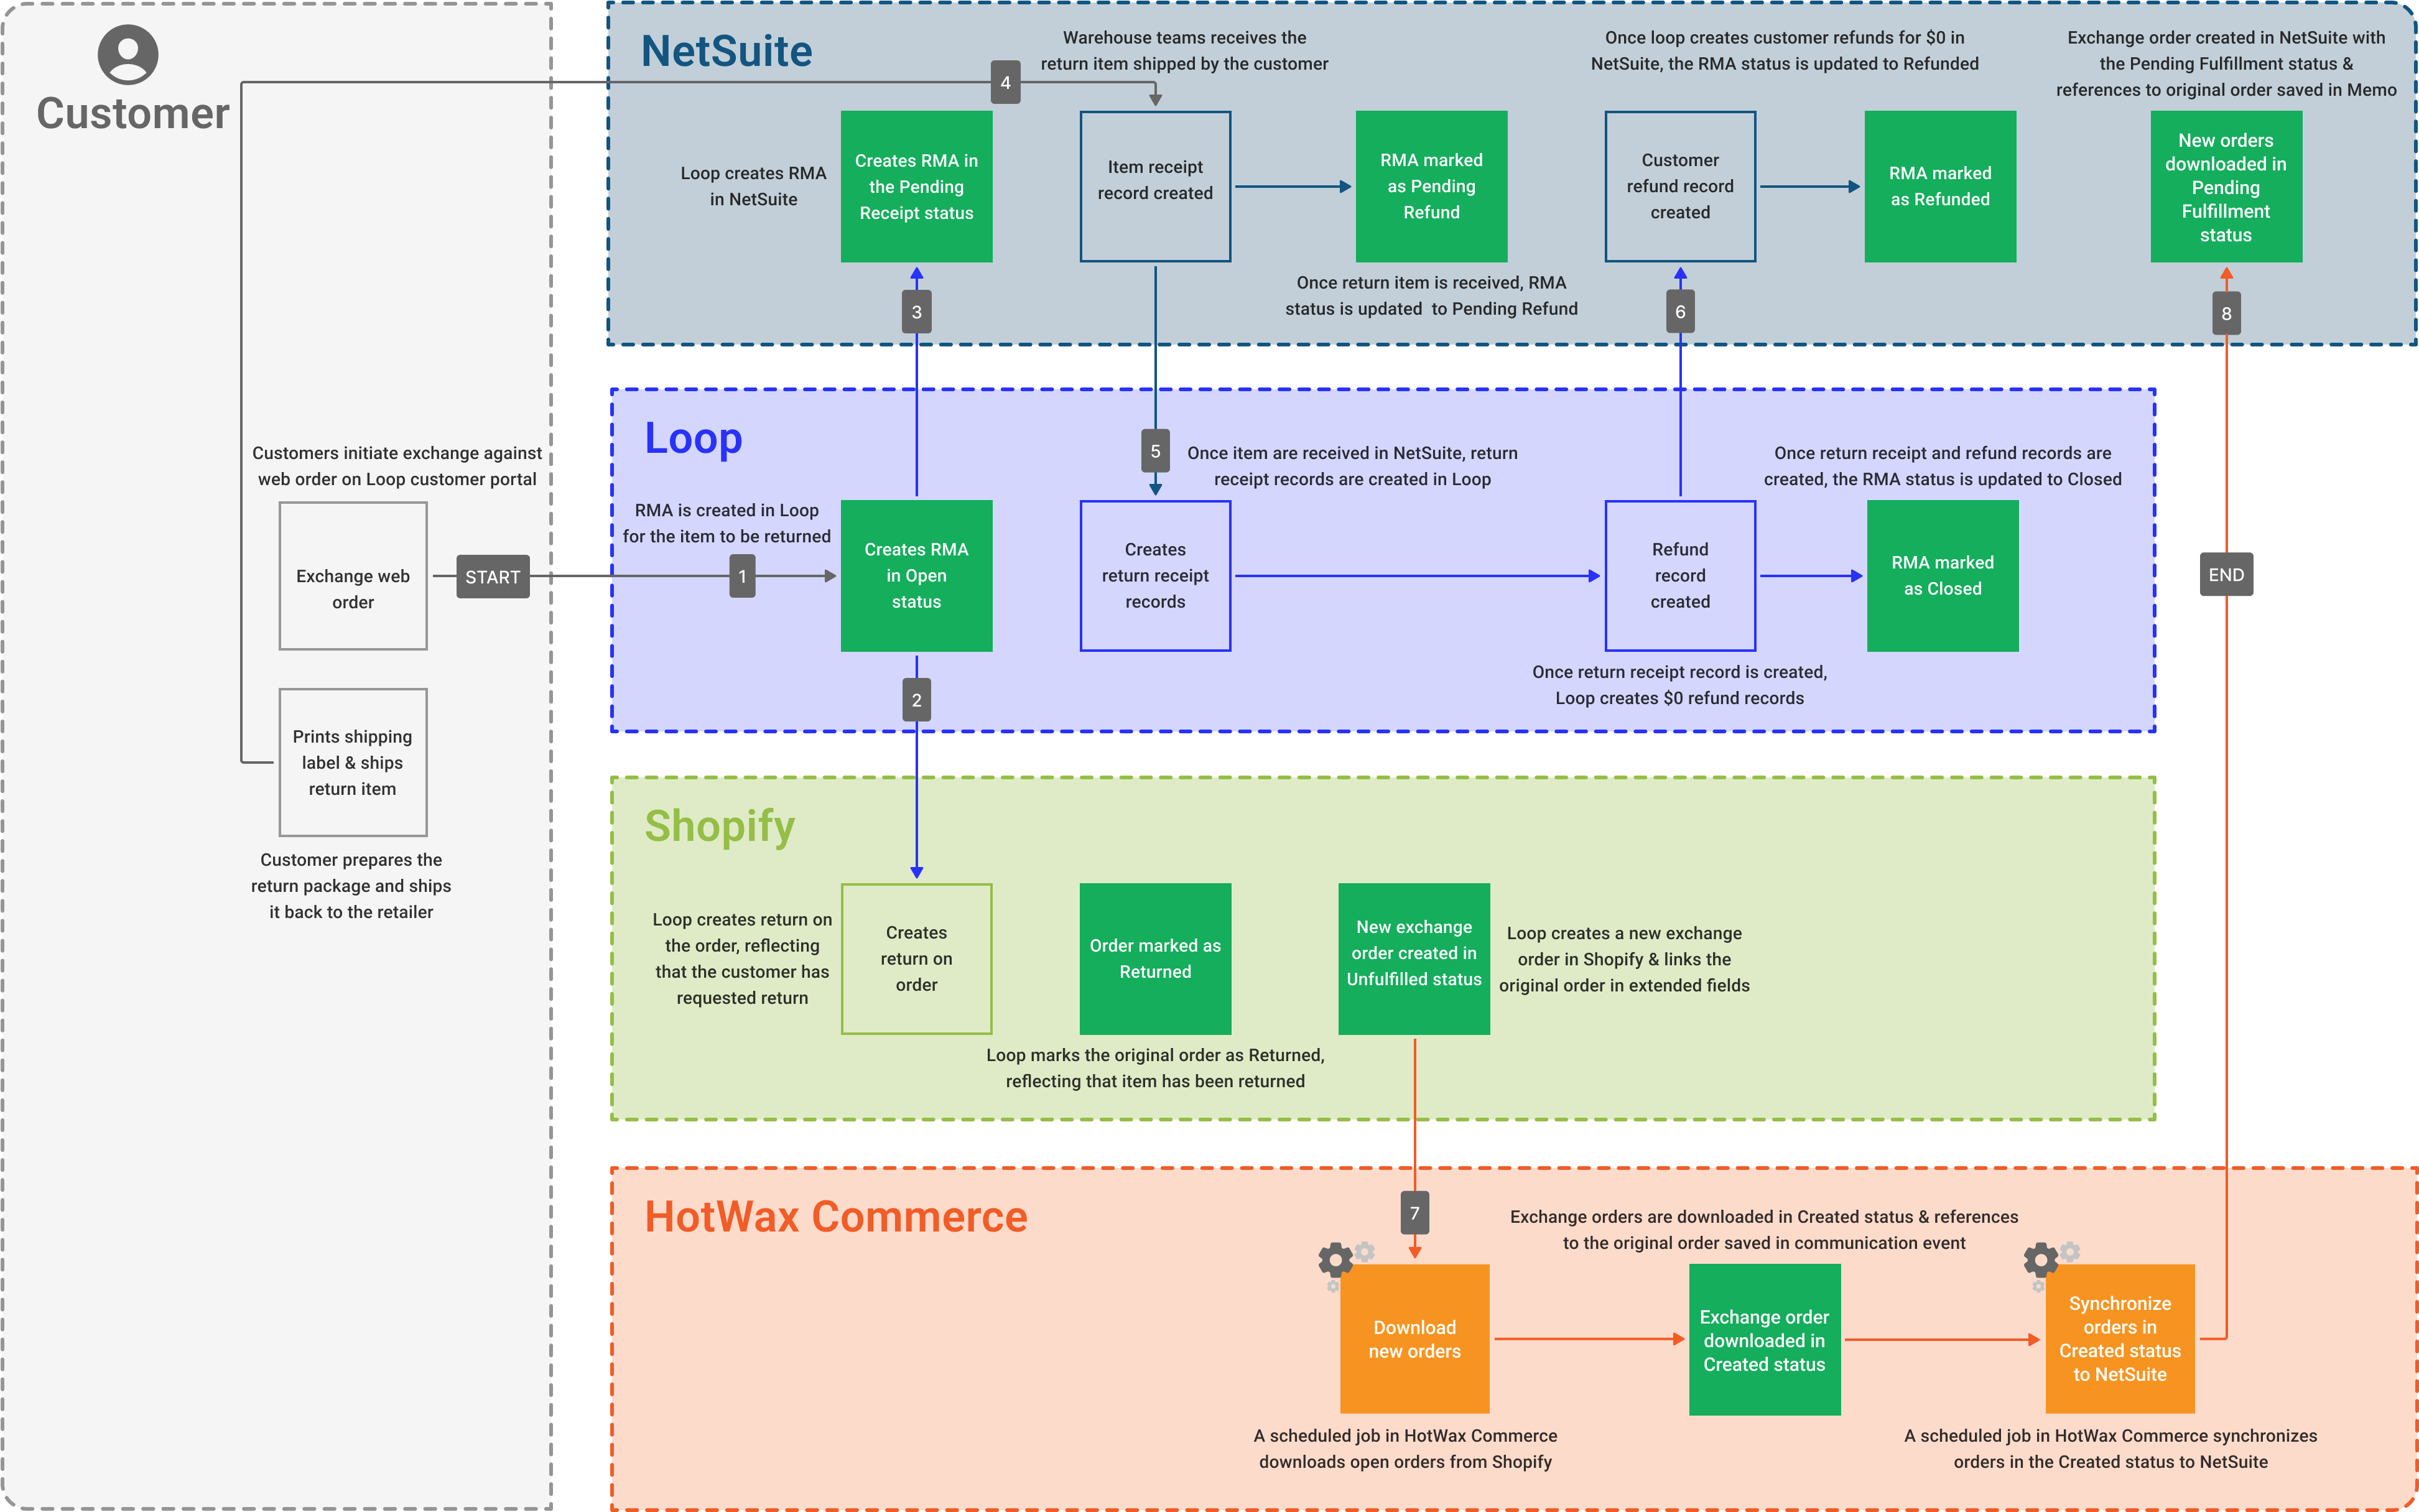 Customer
Customers initiate exchange against
web order on Loop customer portal
Exchange web
order
START
Prints shipping
label & ships
return item
Customer prepares the
return package and ships
it back to the retailer
NetSuite
4
Warehouse teams receives the
return item shipped by the customer
Once loop creates customer refunds for $0 in
NetSuite, the RMA status is updated to Refunded
Exchange order created in NetSuite with
the Pending Fulfillment status &
references to original order saved in Memo
Loop creates RMA
in NetSuite
Creates RMA in
the Pending
Receipt status
Item receipt
record created
RMA marked
as Pending
Refund
Customer
refund record
created
RMA marked
as Refunded
New orders
downloaded in
Pending
Fulfillment
status
Once return item is received, RMA
status is updated  to Pending Refund
3
6
8
Loop
5
Once item are received in NetSuite, return
receipt records are created in Loop
Once return receipt and refund records are
created, the RMA status is updated to Closed
RMA is created in Loop
for the item to be returned
1
Creates RMA
in Open
status
Creates
return receipt
records
Refund
record
created
RMA marked
as Closed
END
Once return receipt record is created,
Loop creates $0 refund records
2
Shopify
Loop creates return on
the order, reflecting
that the customer has
requested return
Creates
return on
order
Order marked as
Returned
New exchange
order created in
Unfulfilled status
Loop creates a new exchange
order in Shopify & links the
original order in extended fields
Loop marks the original order as Returned,
reflecting that item has been returned
HotWax Commerce
7
Exchange orders are downloaded in Created status & references
to the original order saved in communication event
Download
new orders
Exchange order
downloaded in
Created status
Synchronize
orders in
Created status
to NetSuite
A scheduled job in HotWax Commerce
downloads open orders from Shopify
A scheduled job in HotWax Commerce synchronizes
orders in the Created status to NetSuite